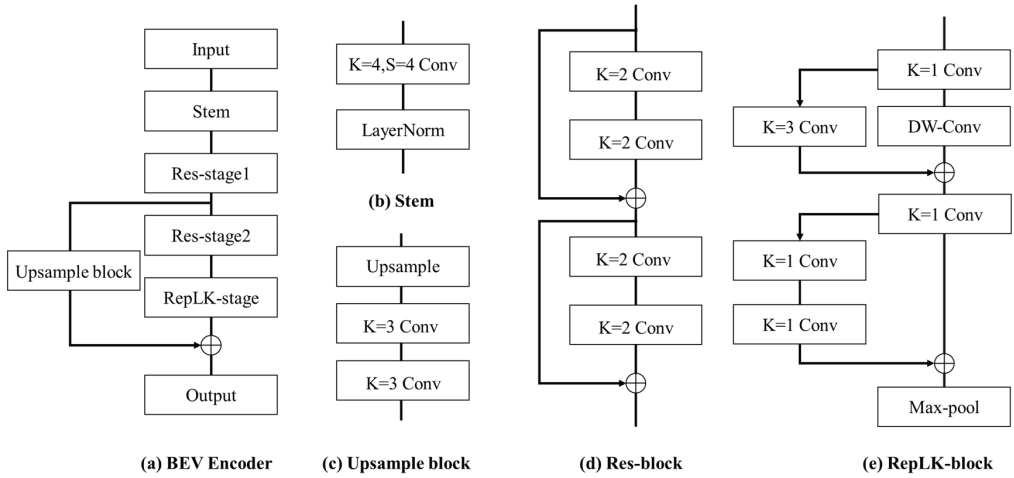 Input
Stem
Res-stage1
Res-stage2
Upsample block
RepLK-stage
Output
(a) BEV Encoder
K=4,S=4 Conv
LayerNorm
(b) Stem
Upsample
K=3 Conv
K=3 Conv
(c) Upsample block
K=2 Conv
K=2 Conv
K=2 Conv
K=2 Conv
(d) Res-block
K=1 Conv
K=3 Conv
DW-Conv
K=1 Conv
K=1 Conv
K=1 Conv
Max-pool
(e) RepLK-block